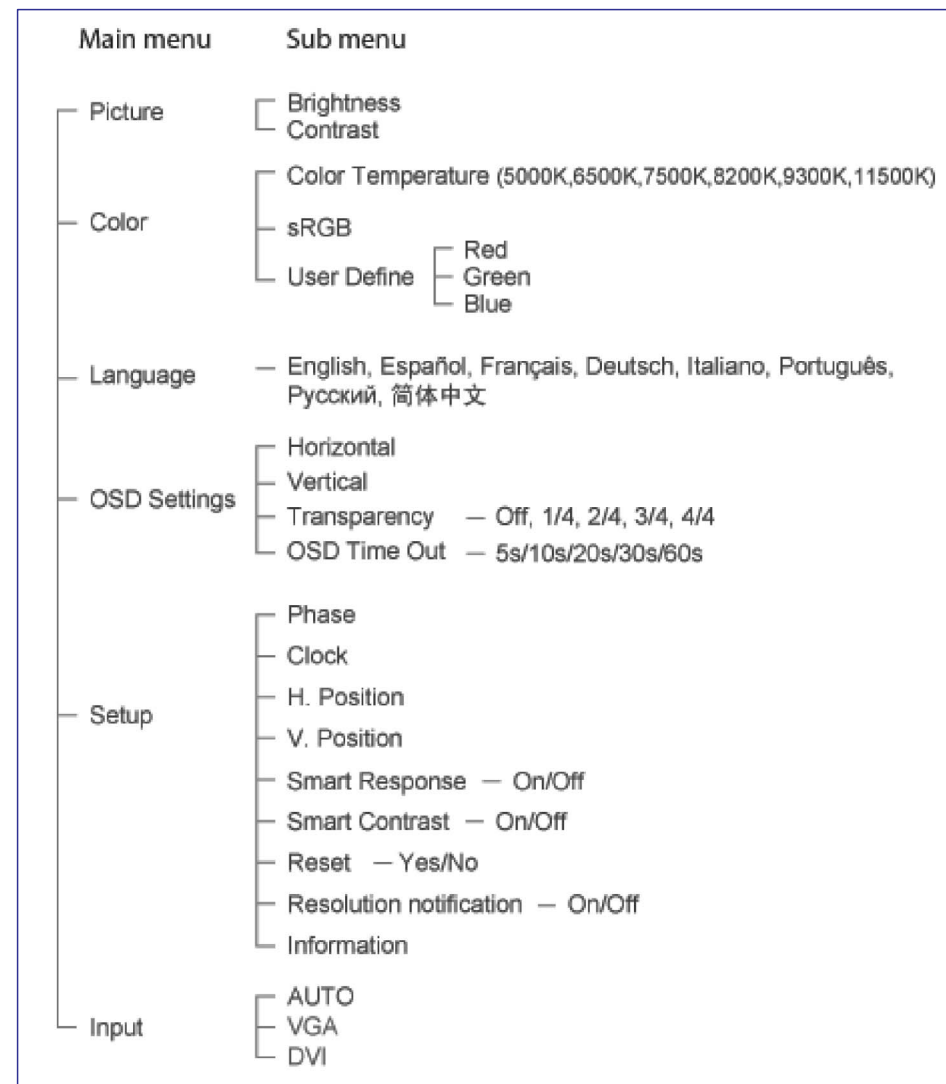 Main menu Sub menu
Picture Brightness
Contrast
Color Temperature (5000K,6500K,7500K,8200K,9300K,11500K)
Color sRGB
Red
User Define Green
Blue
Language English, Español, Français, Deutsch, Italiano, Português,
Русский, 简体中文
Horizontal
Vertical
OSD Settings
Transparency — Off, 1/4, 2/4, 3/4, 4/4
OSD Time Out — 5s/10s/20s/30s/60s
Phase
Clock
H. Position
Setup
V. Position
Smart Response — On/Off
Smart Contrast — On/Off
Reset — Yes/No
Resolution notification — On/Off
Information
AUTO
Input VGA
DVI